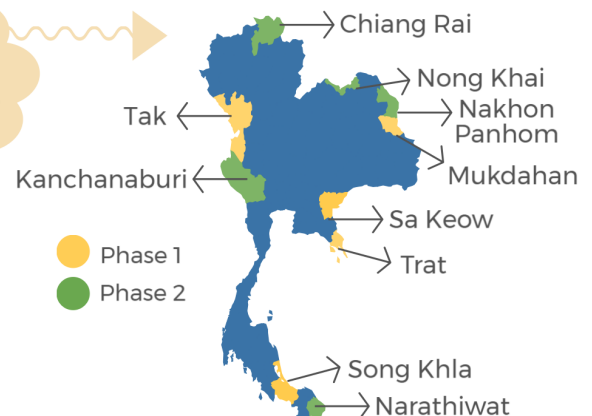 Chiang Rai
Nong Khai
Nakhon
Panhom
Tak
Mukdahan
Kanchanaburi
Sa Keow
Trat
Phase 1
Phase 2
Song Khla
Narathiwat